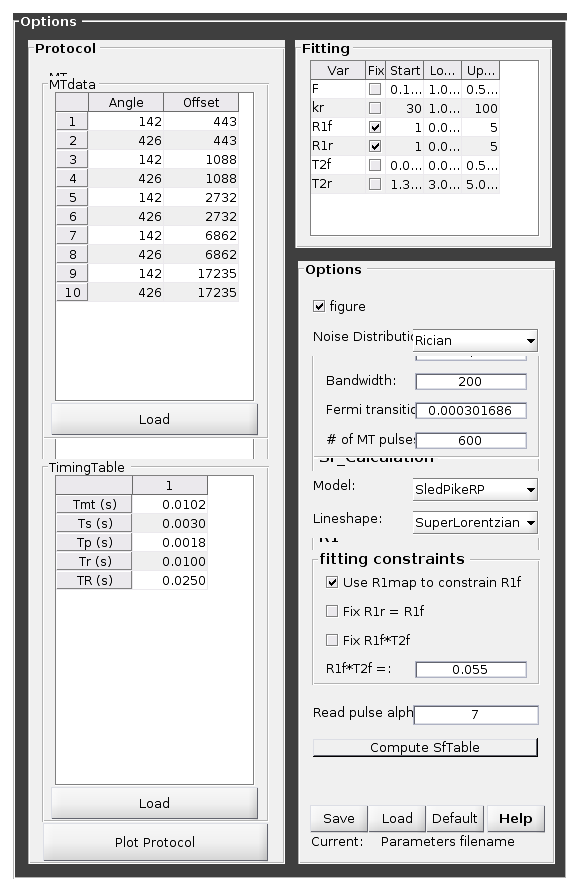 Options
Protocol
MT
MTdata
Angle Offset
1 142 443
2 426 443
3 142 1088
4 426 1088
5 142 2732
6 426 2732
7 142 6862
8 426 6862
9 142 17235
10 426 17235
Load
TimingTable
1
Tmt (s) 0.0102
Ts (s) 0.0030
Tp (s) 0.0018
Tr (s) 0.0100
TR (s) 0.0250
Load
Plot Protocol
Fitting
Var Fix Start Lo... Up...
F 0.1... 1.0... 0.5...
kr 30 1.0... 100
R1f 1 0.0... 5
R1r 1 0.0... 5
T2f 0.0... 0.0... 0.5...
T2r 1.3... 3.0... 5.0...
Options
figure
Noise Distributic Rician
Bandwidth: 200
Fermi transitic 0.000301686
# of MT pulses 600
Sf_Calculation
Model: SledPikeRP
Lineshape: SuperLorentzian
R1
fitting constraints
Use R1map to constrain R1f
Fix R1r = R1f
Fix R1f*T2f
R1f*T2f =: 0.055
Read pulse alph 7
Compute SfTable
Save Load Default Help
Current: Parameters filename